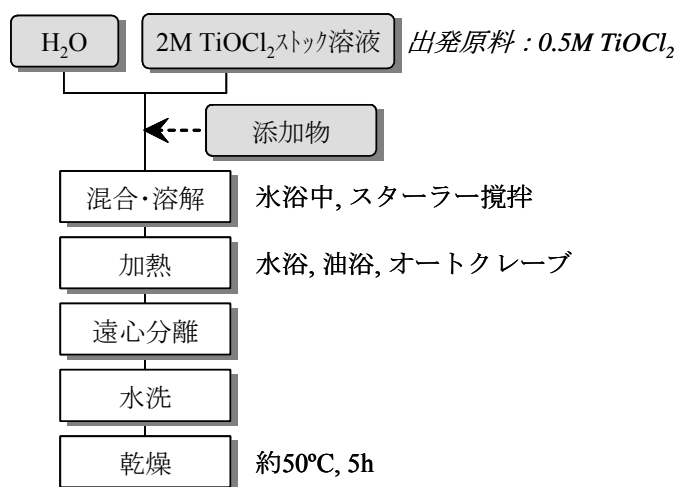 H₂O
2M TiOCl₂ストック溶液
出発原料：0.5M TiOCl₂
添加物
混合・溶解
氷浴中, スターラー攪拌
加熱
水浴, 油浴, オートクレーブ
遠心分離
水洗
乾燥
約50ºC, 5h